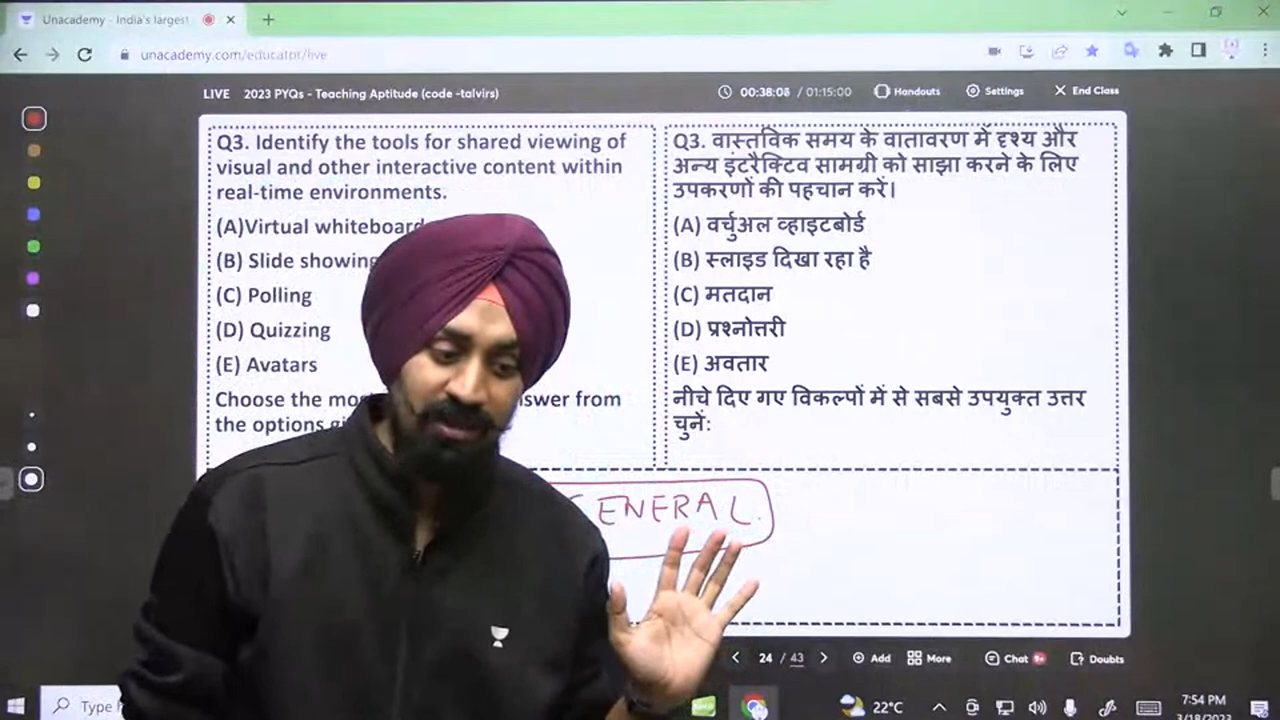 Unacademy - India's largest
unacademy.com/educator/live
LIVE 2023 PYQs - Teaching Aptitude (code -talvirs)
00:38:06 / 01:15:00
Handouts
Settings
End Class
Q3. Identify the tools for shared viewing of
visual and other interactive content within
real-time environments.
(A)Virtual whiteboard
(B) Slide showing
(C) Polling
(D) Quizzing
(E) Avatars
Choose the
the options
Q3. वास्तविक समय के वातावरण में दृश्य और
अन्य इंटरैक्टिव सामग्री को साझा करने के लिए
उपकरणों की पहचान करें।
(A) वर्चुअल व्हाइटबोर्ड
(B) स्लाइड दिखा रहा है
(C) मतदान
(D) प्रश्नोत्तरी
(E) अवतार
नीचे दिए गए विकल्पों में से सबसे उपयुक्त उत्तर
चुनें:
from
ENERAL
24 / 43
Add
More
Chat 9+
Doubts
Type
22°C
7:54 PM